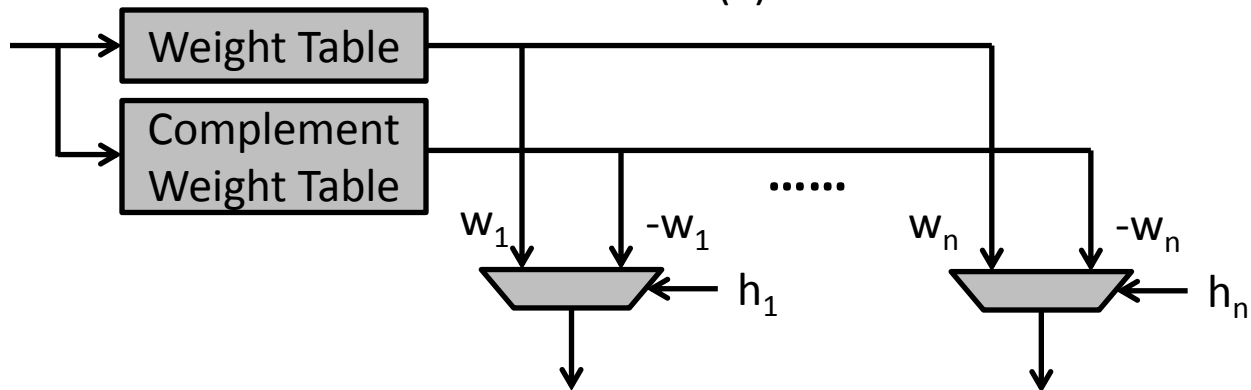 Weight Table
Complement
Weight Table
......
w₁
-w₁
wₙ
-wₙ
h₁
hₙ